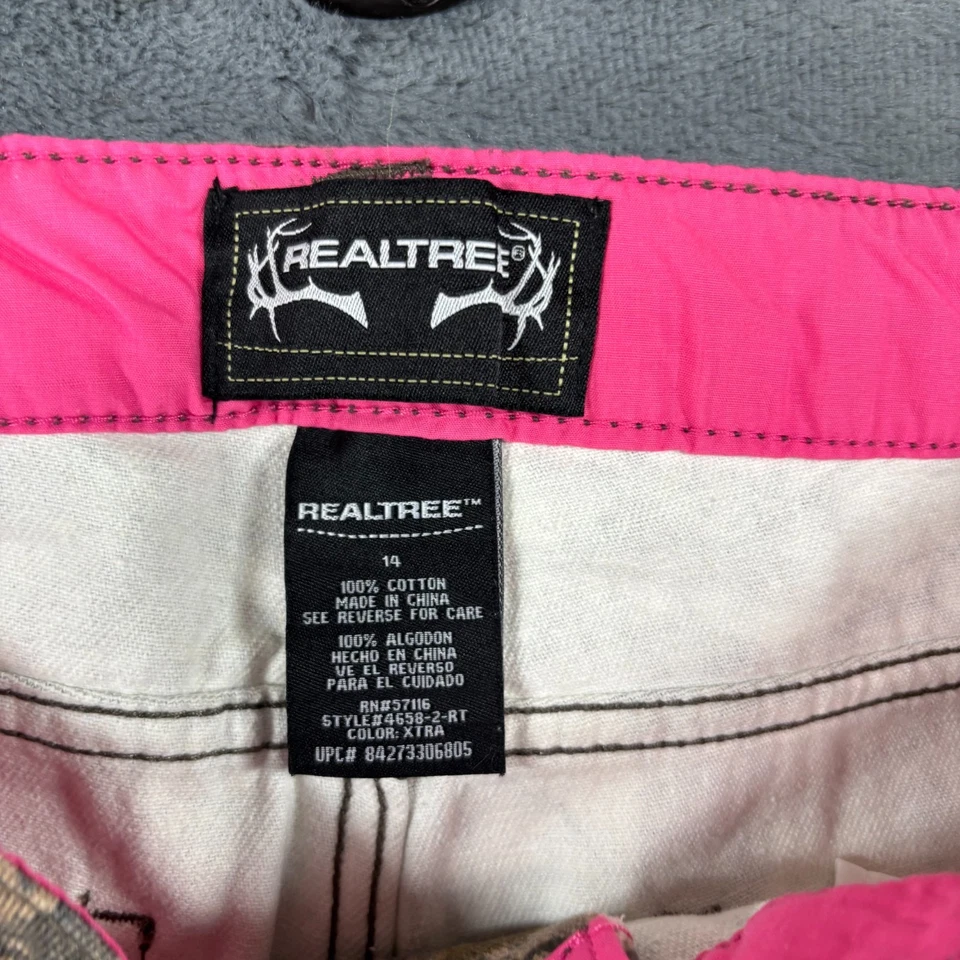 REALTREE®
REALTREE™
14
100% COTTON
MADE IN CHINA
SEE REVERSE FOR CARE
100% ALGODON
HECHO EN CHINA
VE EL REVERSO
PARA EL CUIDADO
RN#57116
STYLE#4658-2-RT
COLOR: XTRA
UPC# 84273306805